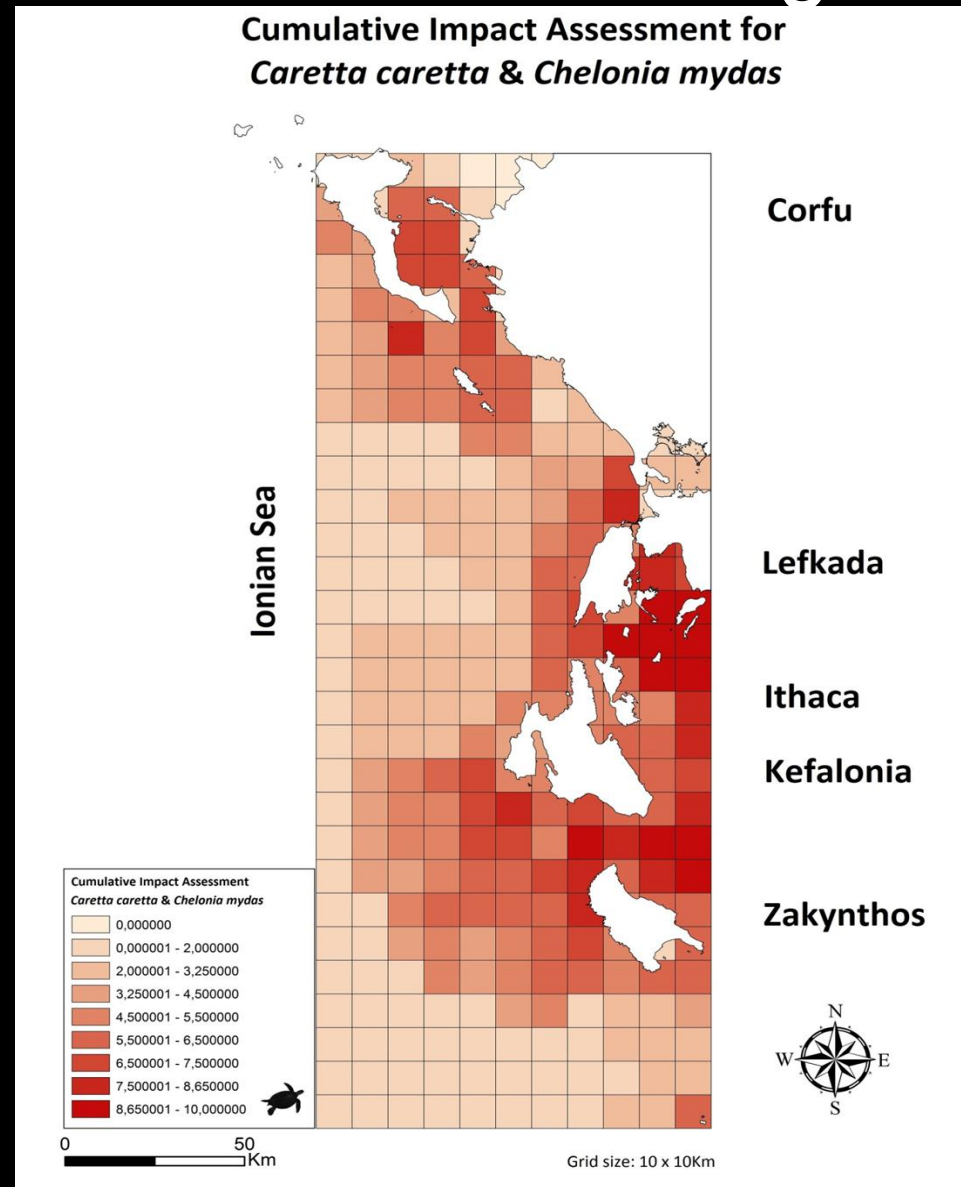 Cumulative Impact Assessment for
Caretta caretta & Chelonia mydas
Corfu
Ionian Sea
Lefkada
Ithaca
Kefalonia
Zakynthos
Cumulative Impact Assessment
Caretta caretta & Chelonia mydas
0,000000
0,000001 - 2,000000
2,000001 - 3,250000
3,250001 - 4,500000
4,500001 - 5,500000
5,500001 - 6,500000
6,500001 - 7,500000
7,500001 - 8,650000
8,650001 - 10,000000
N
W
E
S
0
50
Km
Grid size: 10 x 10Km